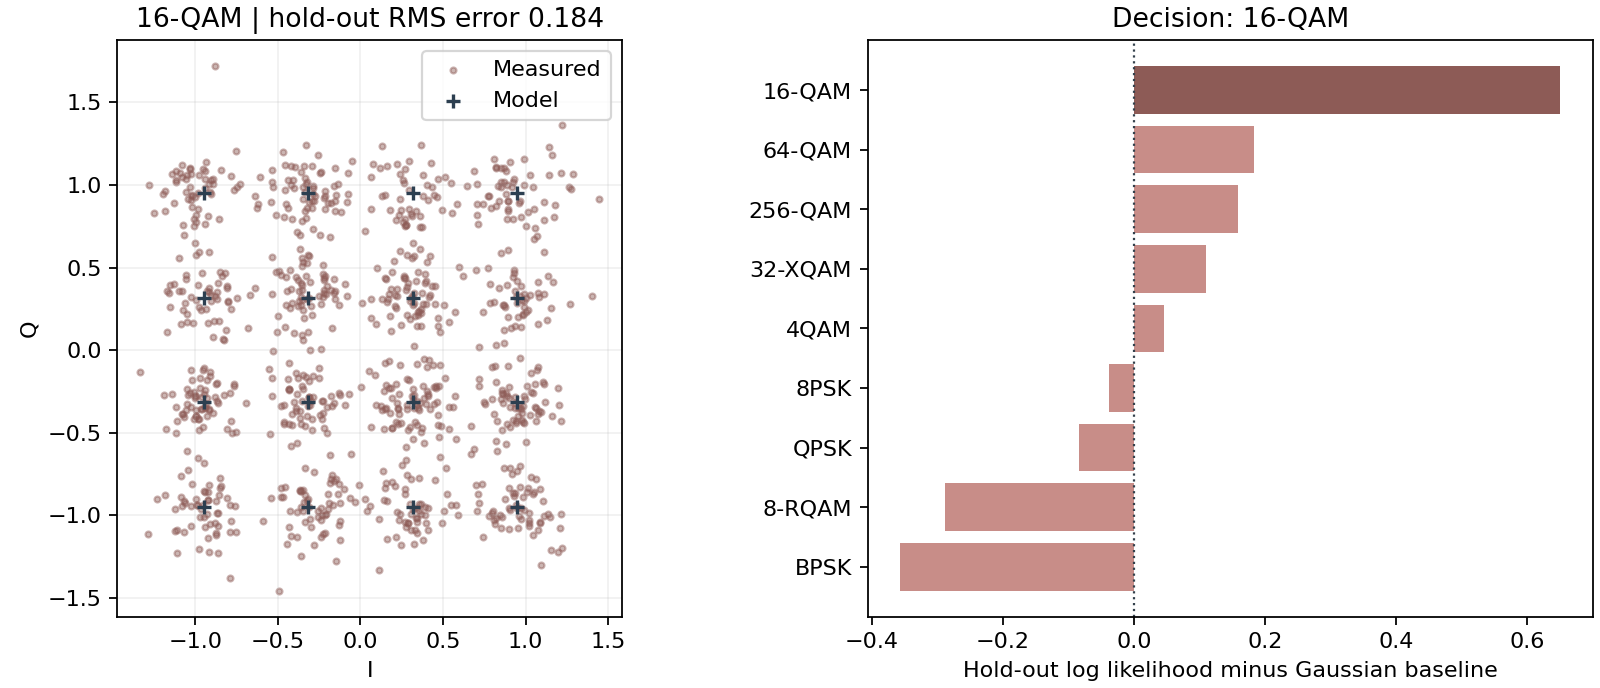 16-QAM | hold-out RMS error 0.184
Measured
Model
1.5
1.0
0.5
0.0
−0.5
−1.0
−1.5
Q
−1.0
−0.5
0.0
0.5
1.0
1.5
I
Decision: 16-QAM
16-QAM
64-QAM
256-QAM
32-XQAM
4QAM
8PSK
QPSK
8-RQAM
BPSK
−0.4
−0.2
0.0
0.2
0.4
0.6
Hold-out log likelihood minus Gaussian baseline